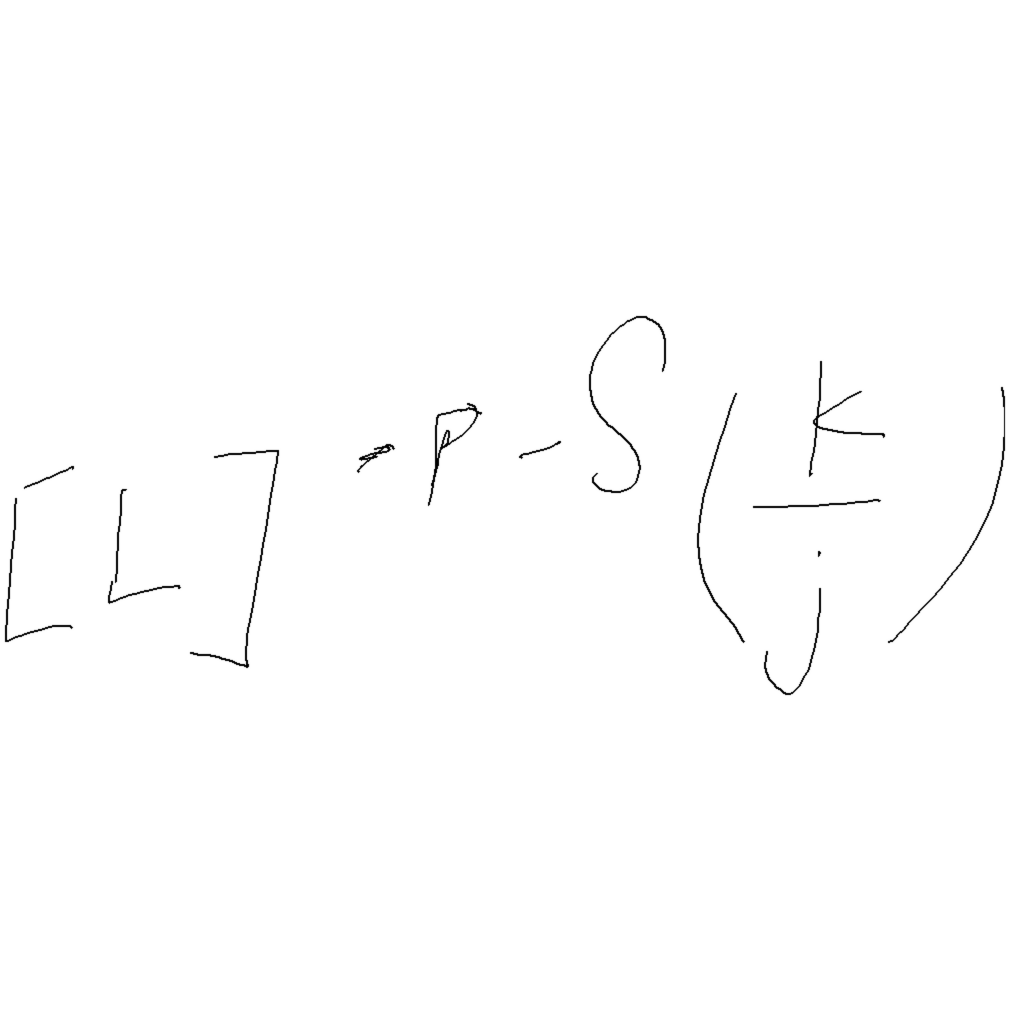 [L] = P - S(k/j)